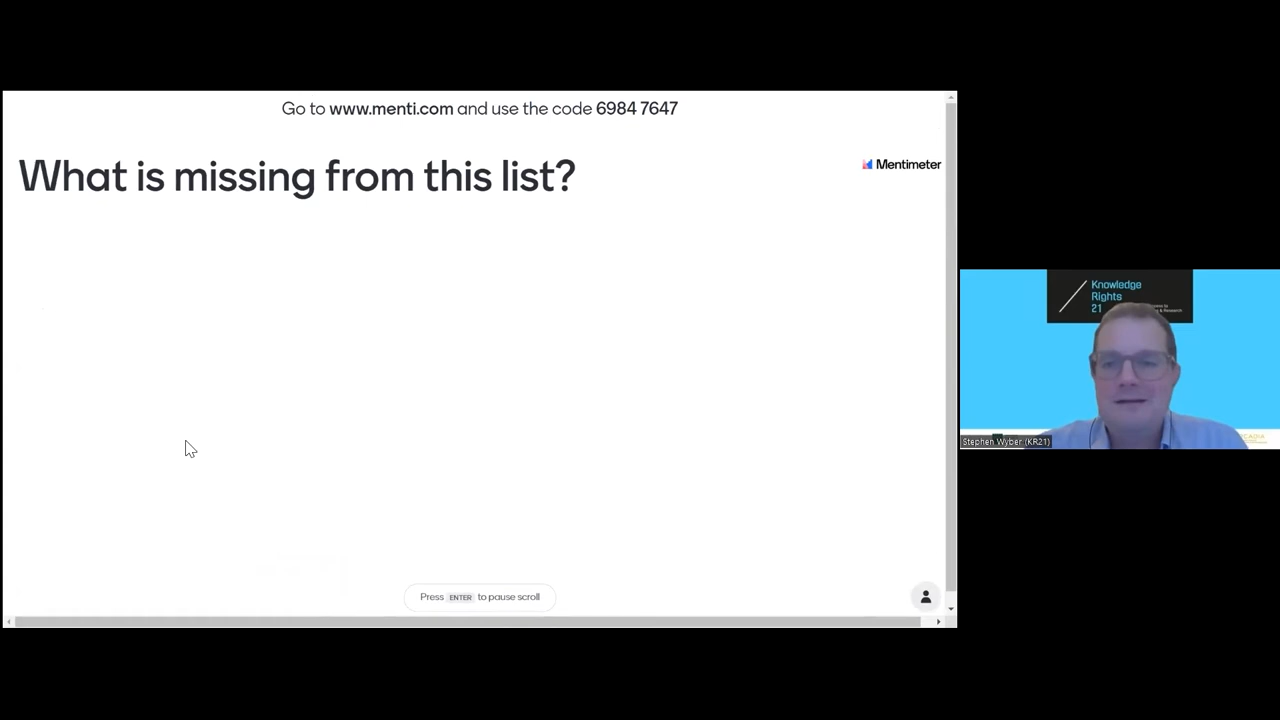 Go to www.menti.com and use the code 6984 7647
What is missing from this list?
Mentimeter
Press ENTER to pause scroll
Knowledge
Rights
21
& Research
Stephen Wyber (KR21)